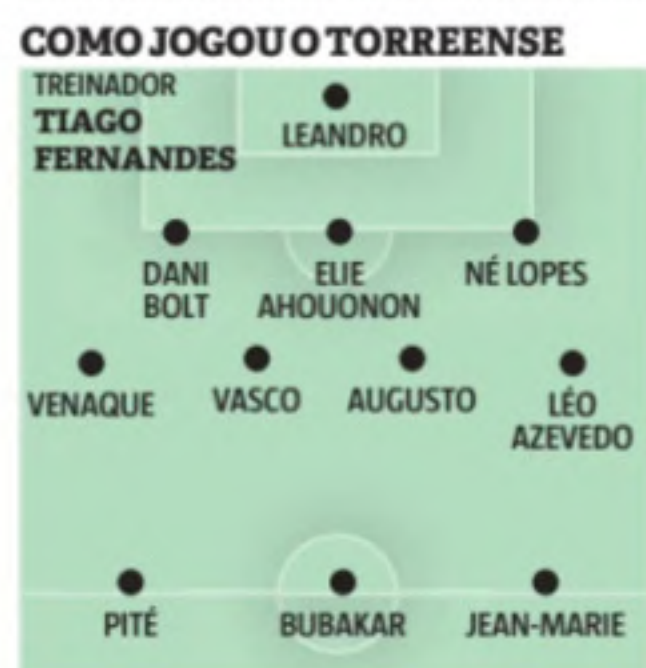 COMO JOGOU O TORREENSE
TREINADOR
TIAGO
FERNANDES
LEANDRO
DANI
BOLT
ELIE
AHOUONON
NÉ LOPES
VENAQUE
VASCO
AUGUSTO
LÉO
AZEVEDO
PITÉ
BUBAKAR
JEAN-MARIE